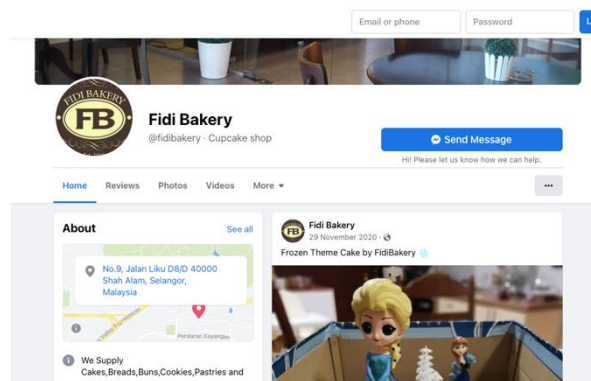 Email or phone
Password
FIDI BAKERY
FB
Fidi Bakery
@fidibakery · Cupcake shop
Send Message
Hi! Please let us know how we can help.
Home
Reviews
Photos
Videos
More
About
See all
No.9, Jalan Liku D8/D 40000
Shah Alam, Selangor,
Malaysia
Persiaran Kayangan
We Supply
Cakes,Breads,Buns,Cookies,Pastries and
FB
Fidi Bakery
29 November 2020
Frozen Theme Cake by FidiBakery